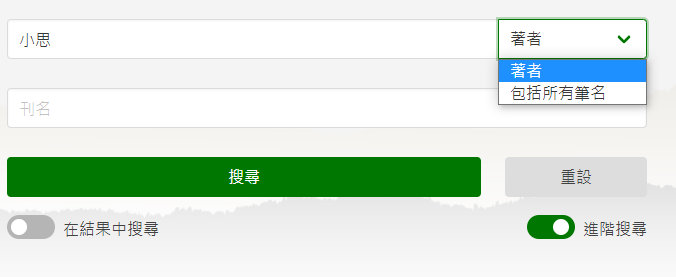 小思 著者
著者
包括所有筆名
刊名
搜尋 重設
在結果中搜尋 進階搜尋